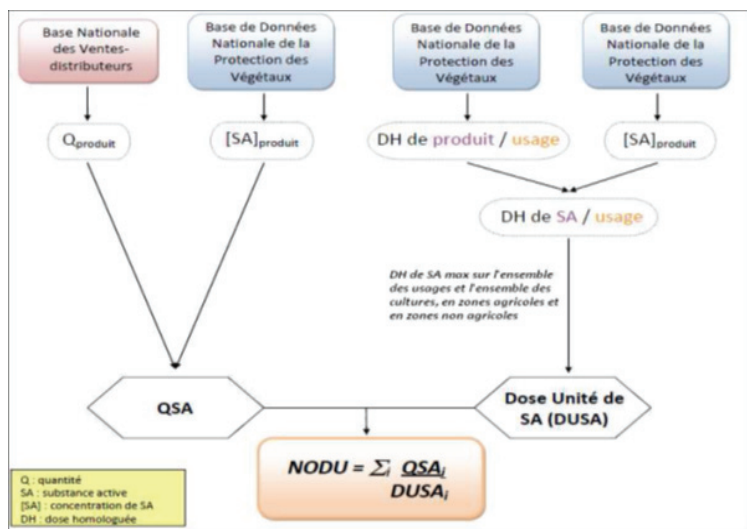 Base Nationale
des Ventes-
distributeurs
Base de Données
Nationale de la
Protection des
Végétaux
Base de Données
Nationale de la
Protection des
Végétaux
Base de Données
Nationale de la
Protection des
Végétaux
Qproduit
[SA]produit
DH de produit / usage
[SA]produit
DH de SA / usage
DH de SA max sur l'ensemble
des usages et l'ensemble des
cultures, en zones agricoles et
en zones non agricoles
QSA
Dose Unité de
SA (DUSA)
NODU = Σi QSAi
DUSAi
Q : quantité
SA : substance active
[SA] : concentration de SA
DH : dose homologuée